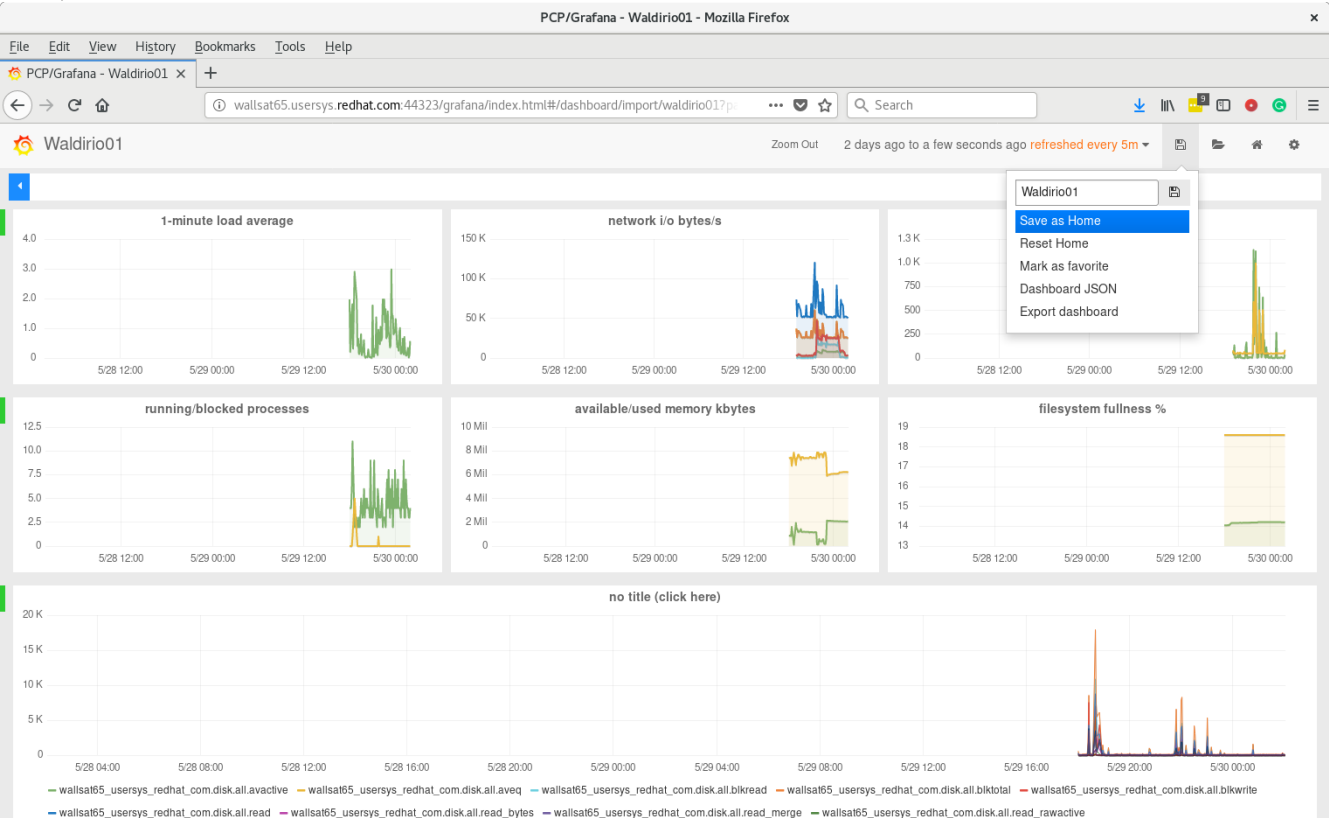 PCP/Grafana - Waldirio01 - Mozilla Firefox
File Edit View History Bookmarks Tools Help
PCP/Grafana - Waldirio01
wallsat65.usersys.redhat.com:44323/grafana/index.html#/dashboard/import/waldirio01?pa
Search
9
Waldirio01
Zoom Out 2 days ago to a few seconds ago refreshed every 5m
Waldirio01
Save as Home
Reset Home
Mark as favorite
Dashboard JSON
Export dashboard
1-minute load average
4.0
3.0
2.0
1.0
0
5/28 12:00 5/29 00:00 5/29 12:00 5/30 00:00
network i/o bytes/s
150 K
100 K
50 K
0
5/28 12:00 5/29 00:00 5/29 12:00 5/30 00:00
1.3 K
1.0 K
750
500
250
0
5/28 12:00 5/29 00:00 5/29 12:00 5/30 00:00
running/blocked processes
12.5
10.0
7.5
5.0
2.5
0
5/28 12:00 5/29 00:00 5/29 12:00 5/30 00:00
available/used memory kbytes
10 Mil
8 Mil
6 Mil
4 Mil
2 Mil
0
5/28 12:00 5/29 00:00 5/29 12:00 5/30 00:00
filesystem fullness %
19
18
17
16
15
14
13
5/28 12:00 5/29 00:00 5/29 12:00 5/30 00:00
no title (click here)
20 K
15 K
10 K
5 K
0
5/28 04:00 5/28 08:00 5/28 12:00 5/28 16:00 5/28 20:00 5/29 00:00 5/29 04:00 5/29 08:00 5/29 12:00 5/29 16:00 5/29 20:00 5/30 00:00
wallsat65_usersys_redhat_com.disk.all.avactive wallsat65_usersys_redhat_com.disk.all.aveq wallsat65_usersys_redhat_com.disk.all.blkread wallsat65_usersys_redhat_com.disk.all.blktotal wallsat65_usersys_redhat_com.disk.all.blkwrite
wallsat65_usersys_redhat_com.disk.all.read wallsat65_usersys_redhat_com.disk.all.read_bytes wallsat65_usersys_redhat_com.disk.all.read_merge wallsat65_usersys_redhat_com.disk.all.read_rawactive